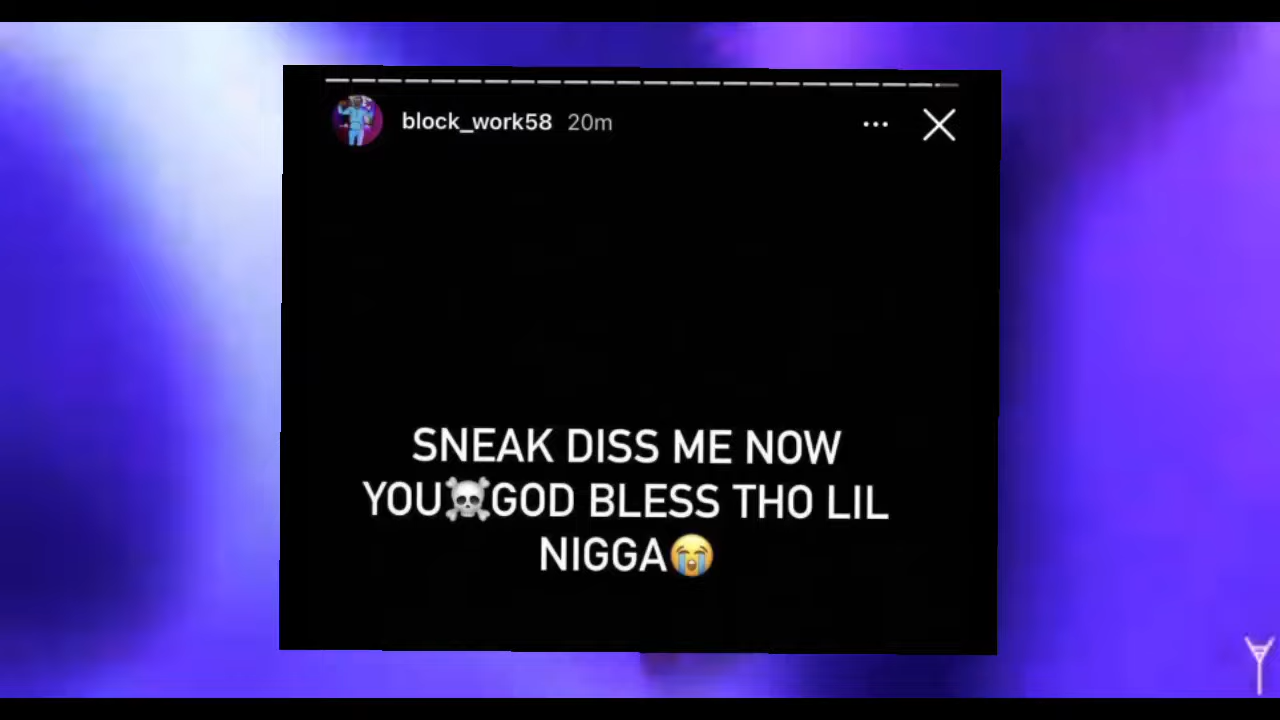 block_work58 20m
SNEAK DISS ME NOW
YOU☠️GOD BLESS THO LIL
NIGGA😭